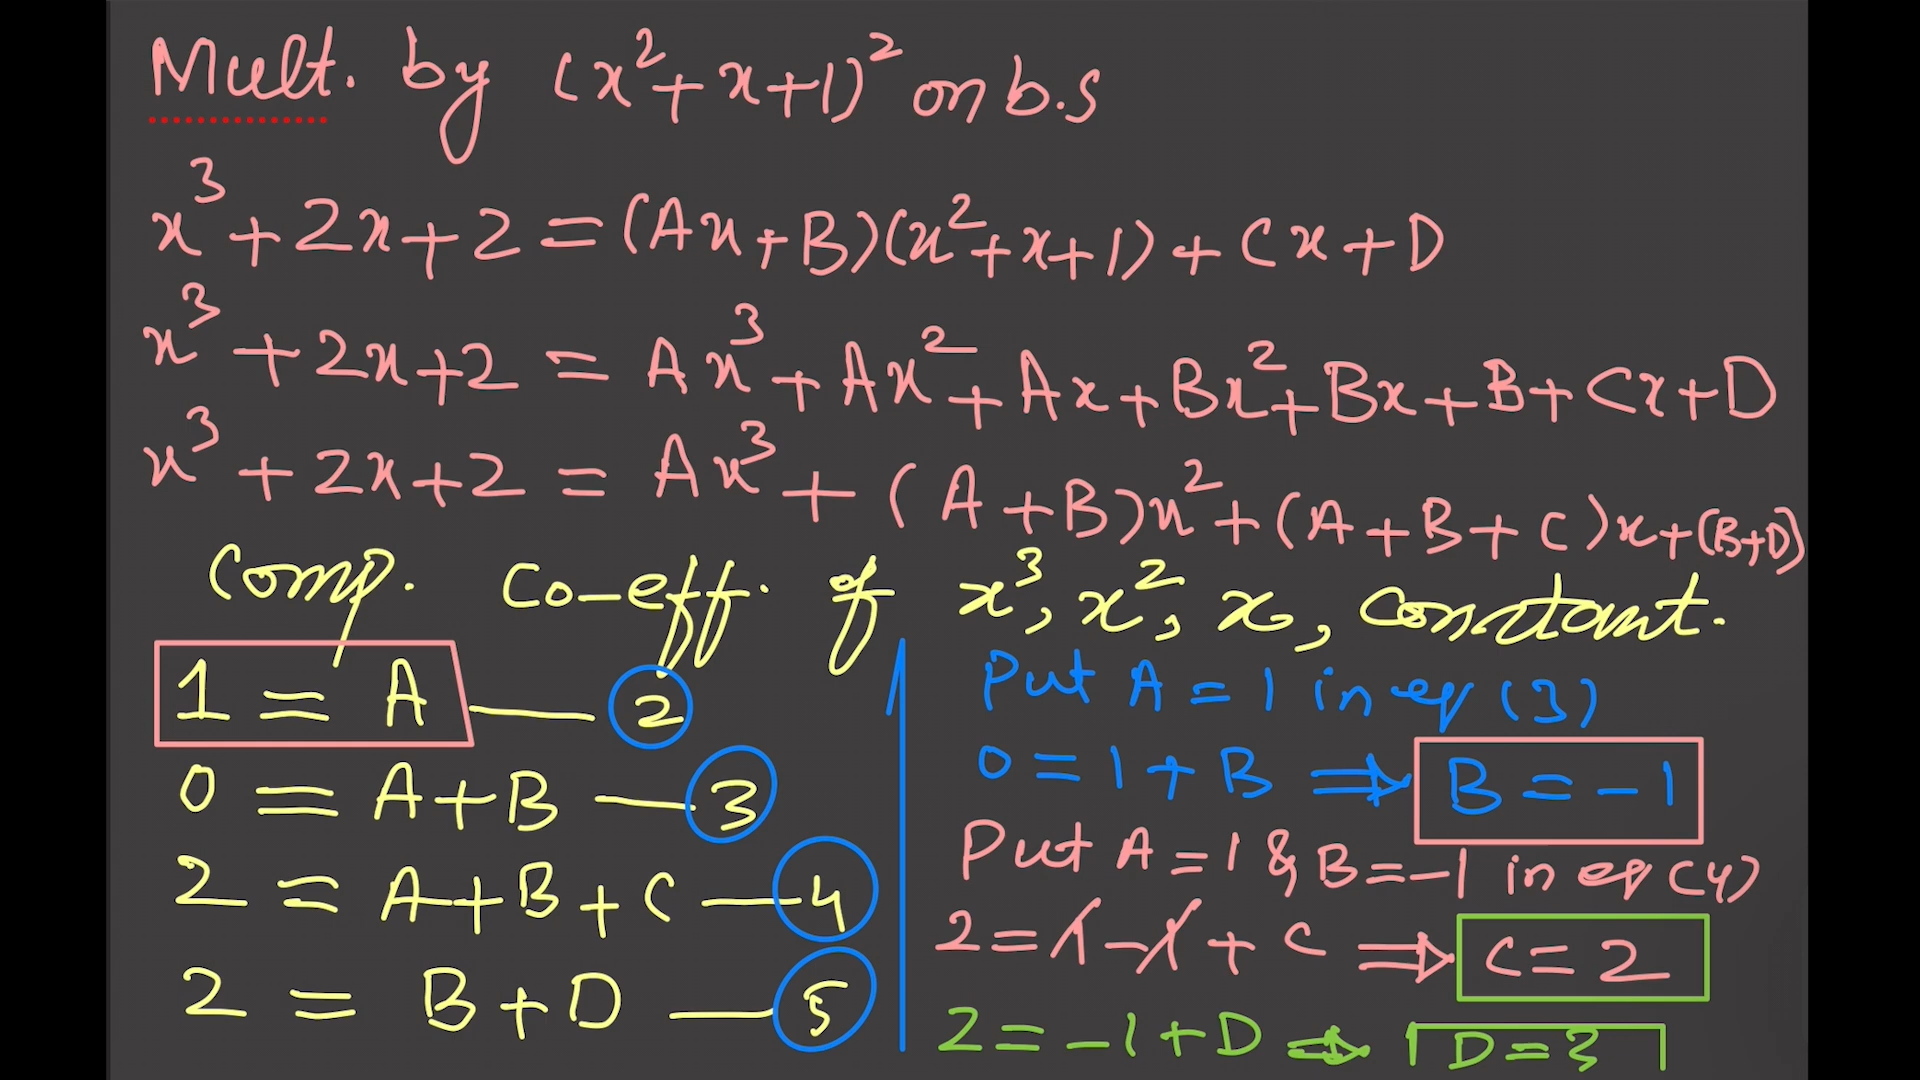 Mult. by (x²+x+1)² on b.s
x³+2x+2=(Ax+B)(x²+x+1)+Cx+D
x³+2x+2=Ax³+Ax²+Ax+Bx²+Bx+B+Cx+D
x³+2x+2=Ax³+(A+B)x²+(A+B+C)x+(B+D)
Comp. co-eff. of x³, x², x, constant.
1=A — 2
0=A+B — 3
2=A+B+C — 4
2=B+D — 5
Put A=1 in eq (3)
0=1+B ⇒ B=-1
Put A=1 & B=-1 in eq (4)
2=1-1+C ⇒ C=2
2=-1+D ⇒ D=3